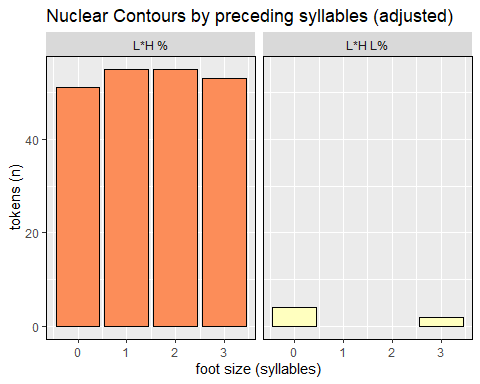 Nuclear Contours by preceding syllables (adjusted)
L*H % L*H L%
tokens (n)
40
20
0
0 1 2 3 0 1 2 3
foot size (syllables)